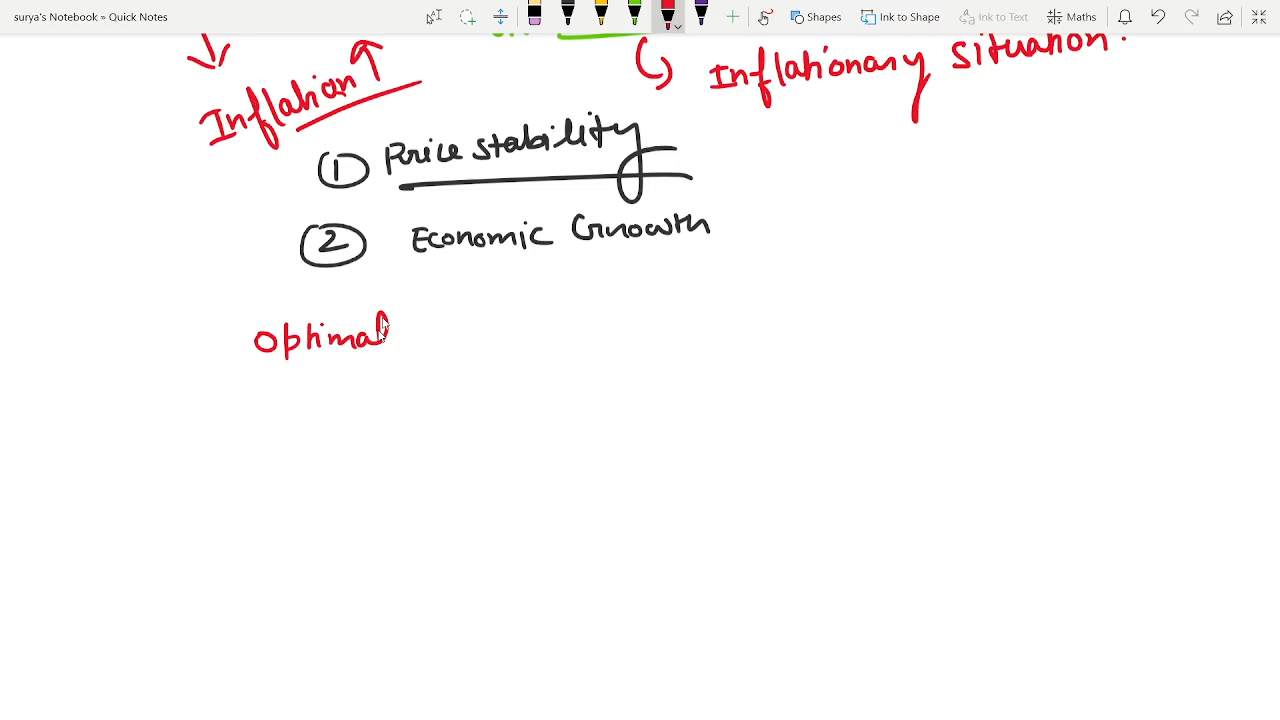 surya's Notebook » Quick Notes
Shapes Ink to Shape Ink to Text Maths
Inflation ↑
Inflationary situation!
① Price stability
② Economic Growth
Optimal